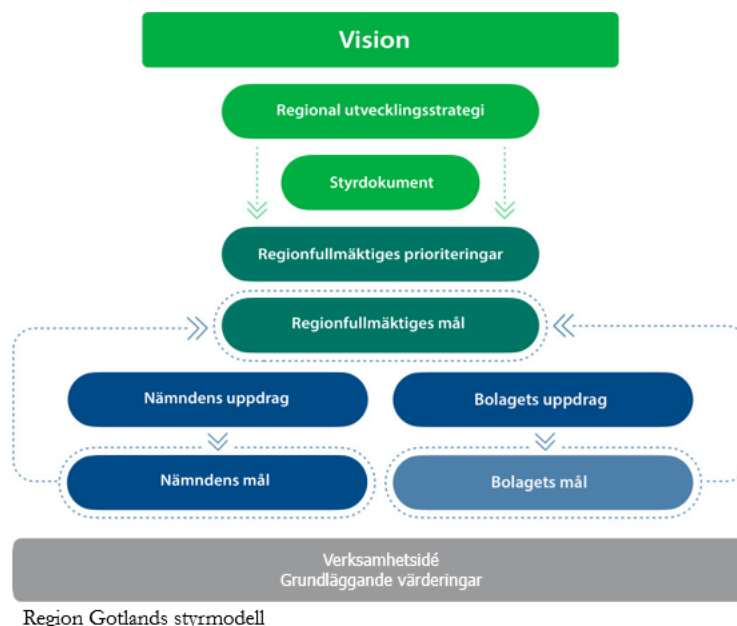 Vision
Regional utvecklingsstrategi
Styrdokument
Regionfullmäktiges prioriteringar
Regionfullmäktiges mål
Nämndens uppdrag
Bolagets uppdrag
Nämndens mål
Bolagets mål
Verksamhetsidé
Grundläggande värderingar
Region Gotlands styrmodell